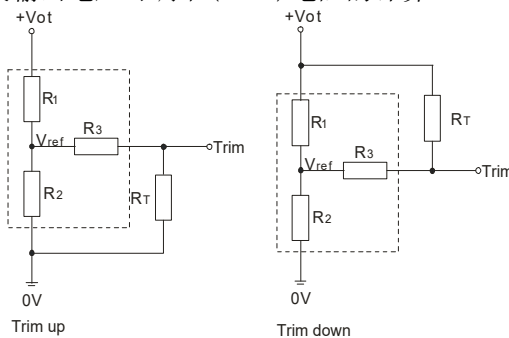 +Vot
R1
Vref
R3
Trim
R2
RT
0V
Trim up
+Vot
R1
RT
Vref
R3
Trim
R2
0V
Trim down